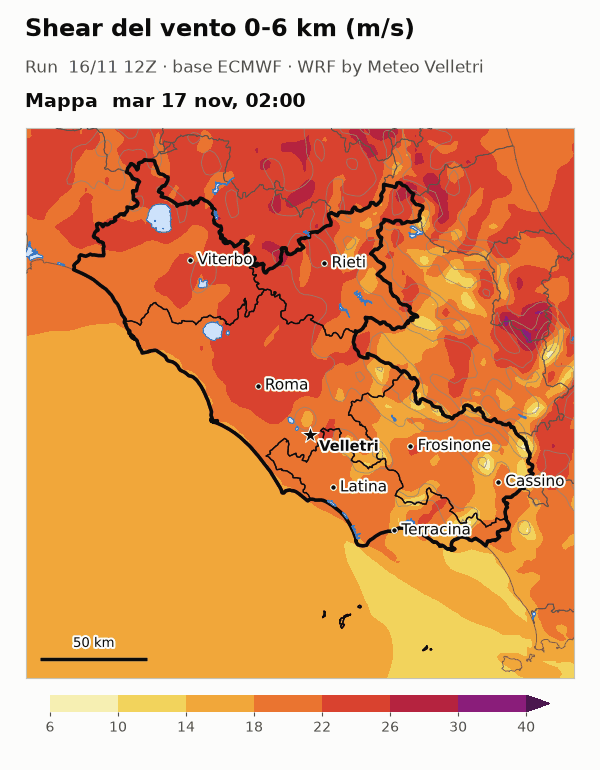 Shear del vento 0-6 km (m/s)
Run  16/11 12Z · base ECMWF · WRF by Meteo Velletri
Mappa  mar 17 nov, 02:00
Viterbo
Rieti
Roma
Velletri
Frosinone
Latina
Cassino
Terracina
50 km
6 10 14 18 22 26 30 40